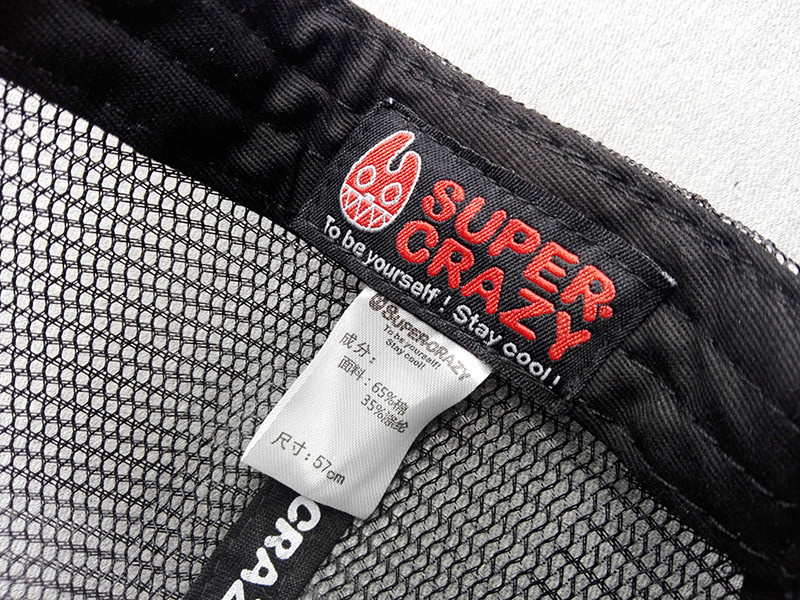 SUPER
CRAZY
To be yourself! Stay cool!
SUPERCRAZY
To be yourself!
Stay cool!
成分:
面料:65%棉
35%涤纶
尺寸:57cm
CRAZ